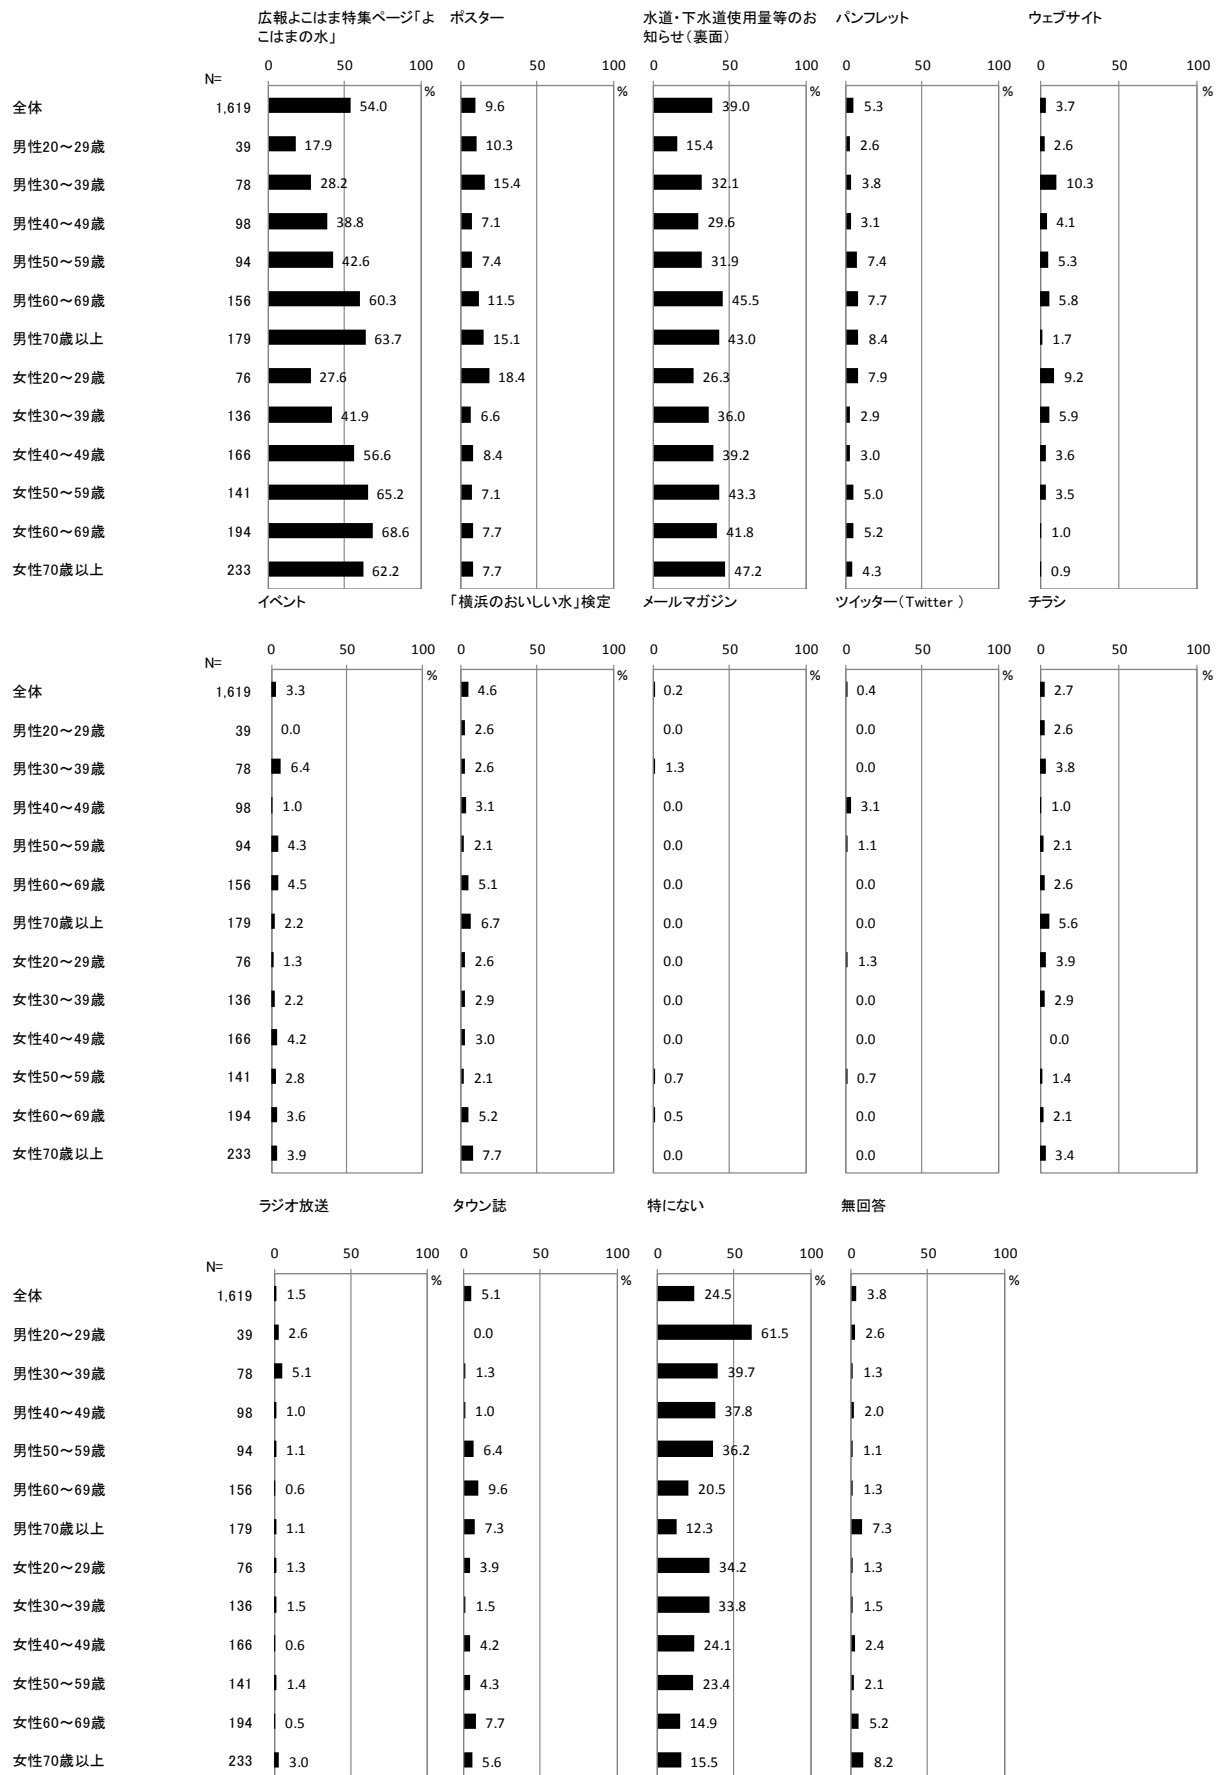 広報よこはま特集ページ「よ ポスター 水道・下水道使用量等のお パンフレット ウェブサイト
こはまの水」 知らせ（裏面）
0 50 100 0 50 100 0 50 100 0 50 100 0 50 100
N= % % % % %
全体 1,619 54.0 9.6 39.0 5.3 3.7
男性20～29歳 39 17.9 10.3 15.4 2.6 2.6
男性30～39歳 78 28.2 15.4 32.1 3.8 10.3
男性40～49歳 98 38.8 7.1 29.6 3.1 4.1
男性50～59歳 94 42.6 7.4 31.9 7.4 5.3
男性60～69歳 156 60.3 11.5 45.5 7.7 5.8
男性70歳以上 179 63.7 15.1 43.0 8.4 1.7
女性20～29歳 76 27.6 18.4 26.3 7.9 9.2
女性30～39歳 136 41.9 6.6 36.0 2.9 5.9
女性40～49歳 166 56.6 8.4 39.2 3.0 3.6
女性50～59歳 141 65.2 7.1 43.3 5.0 3.5
女性60～69歳 194 68.6 7.7 41.8 5.2 1.0
女性70歳以上 233 62.2 7.7 47.2 4.3 0.9
イベント 「横浜のおいしい水」検定 メールマガジン ツイッター（Twitter ） チラシ
0 50 100 0 50 100 0 50 100 0 50 100 0 50 100
N= % % % % %
全体 1,619 3.3 4.6 0.2 0.4 2.7
男性20～29歳 39 0.0 2.6 0.0 0.0 2.6
男性30～39歳 78 6.4 2.6 1.3 0.0 3.8
男性40～49歳 98 1.0 3.1 0.0 3.1 1.0
男性50～59歳 94 4.3 2.1 0.0 1.1 2.1
男性60～69歳 156 4.5 5.1 0.0 0.0 2.6
男性70歳以上 179 2.2 6.7 0.0 0.0 5.6
女性20～29歳 76 1.3 2.6 0.0 1.3 3.9
女性30～39歳 136 2.2 2.9 0.0 0.0 2.9
女性40～49歳 166 4.2 3.0 0.0 0.0 0.0
女性50～59歳 141 2.8 2.1 0.7 0.7 1.4
女性60～69歳 194 3.6 5.2 0.5 0.0 2.1
女性70歳以上 233 3.9 7.7 0.0 0.0 3.4
ラジオ放送 タウン誌 特にない 無回答
0 50 100 0 50 100 0 50 100 0 50 100
N= % % % %
全体 1,619 1.5 5.1 24.5 3.8
男性20～29歳 39 2.6 0.0 61.5 2.6
男性30～39歳 78 5.1 1.3 39.7 1.3
男性40～49歳 98 1.0 1.0 37.8 2.0
男性50～59歳 94 1.1 6.4 36.2 1.1
男性60～69歳 156 0.6 9.6 20.5 1.3
男性70歳以上 179 1.1 7.3 12.3 7.3
女性20～29歳 76 1.3 3.9 34.2 1.3
女性30～39歳 136 1.5 1.5 33.8 1.5
女性40～49歳 166 0.6 4.2 24.1 2.4
女性50～59歳 141 1.4 4.3 23.4 2.1
女性60～69歳 194 0.5 7.7 14.9 5.2
女性70歳以上 233 3.0 5.6 15.5 8.2